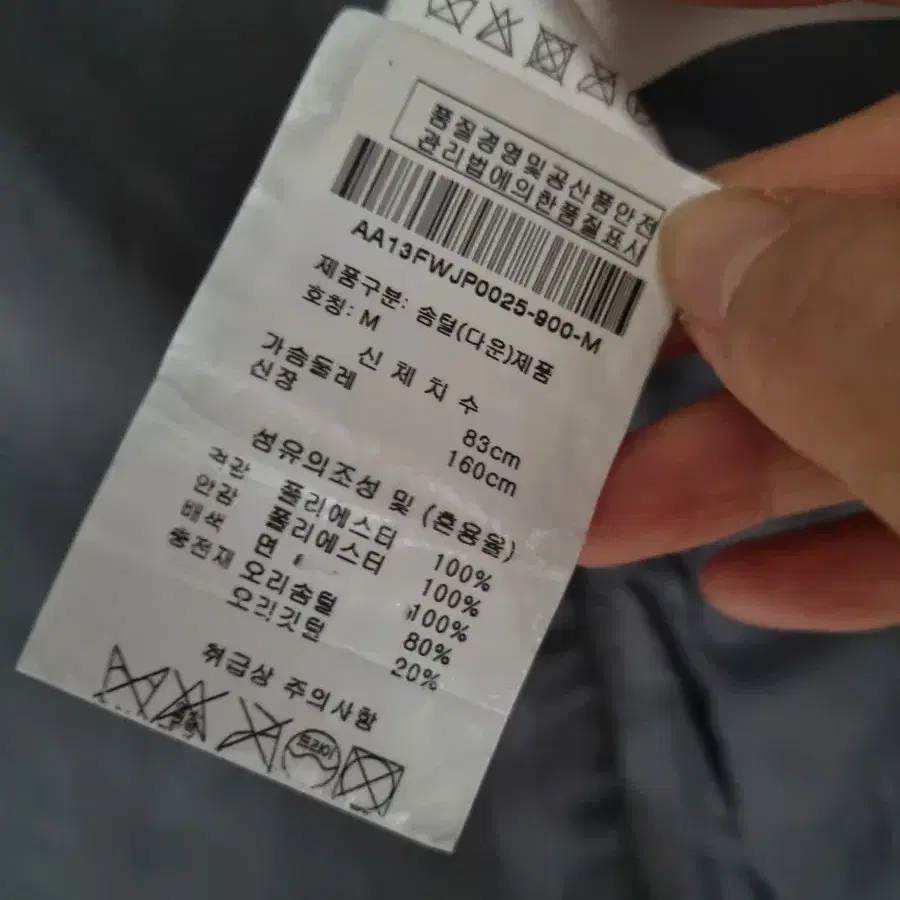 품질경영및공산품안전
관리법에의한품질표시
AA13FWJP0025-900-M
제품구분: 솜털(다운)제품
호칭: M
신 체 치 수
가슴둘레 83cm
신장 160cm
섬유의조성 및 (혼용율)
겉감 폴리에스터 100%
안감 폴리에스터 100%
배색 면 100%
충전재 오리솜털 80%
오리깃털 20%
취급상 주의사항
드라이